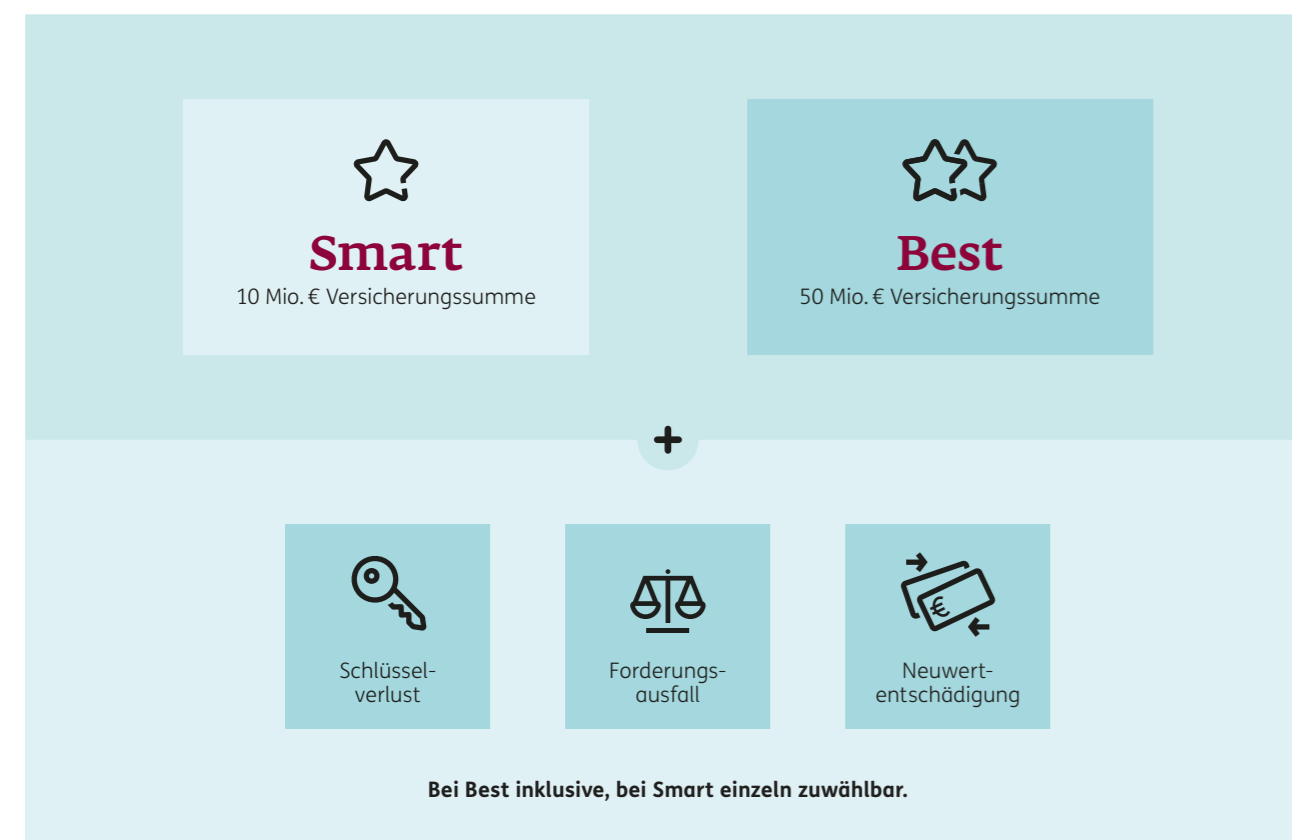 Smart
10 Mio. € Versicherungssumme
Best
50 Mio. € Versicherungssumme
+
Schlüssel-
verlust
Forderungs-
ausfall
€
Neuwert-
entschädigung
Bei Best inklusive, bei Smart einzeln zuwählbar.